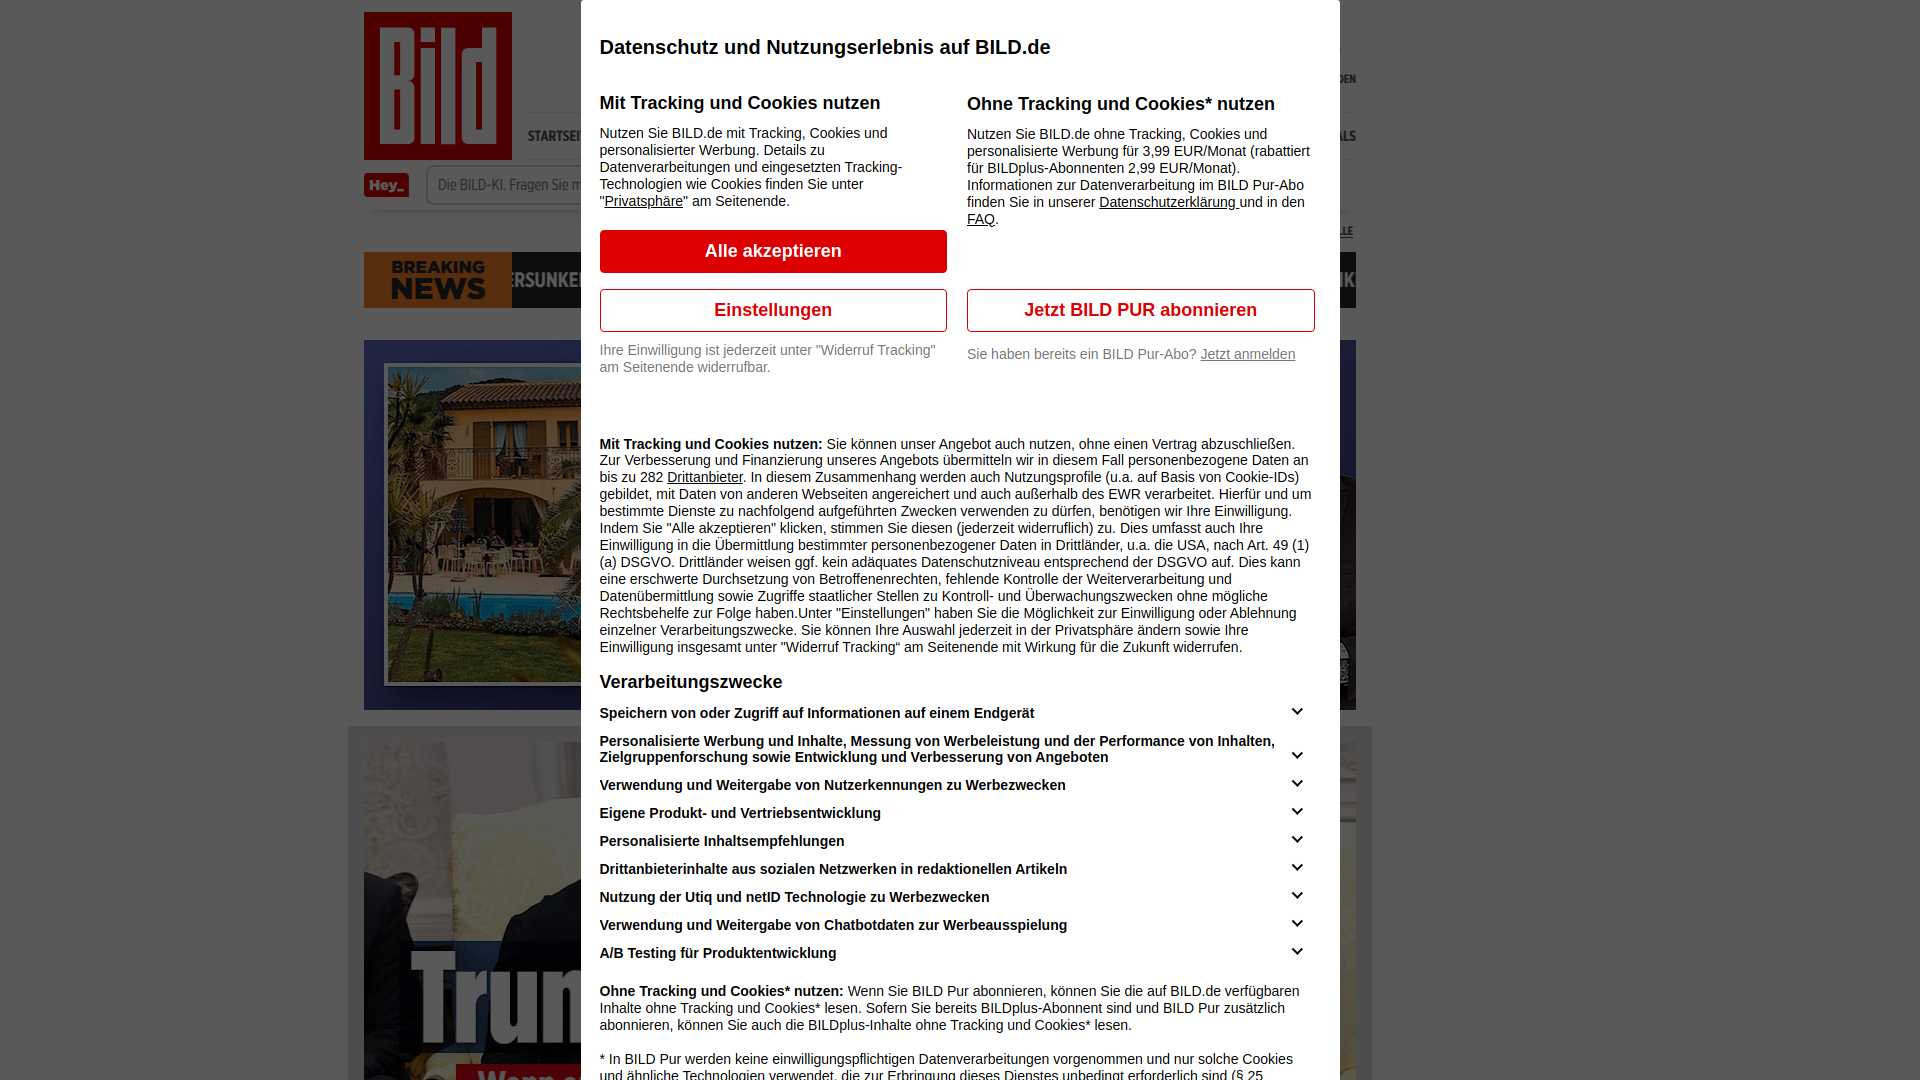 Bild
Datenschutz und Nutzungserlebnis auf BILD.de
Mit Tracking und Cookies nutzen
Nutzen Sie BILD.de mit Tracking, Cookies und
personalisierter Werbung. Details zu
Datenverarbeitungen und eingesetzten Tracking-
Technologien wie Cookies finden Sie unter
"Privatsphäre" am Seitenende.
Alle akzeptieren
Einstellungen
Ihre Einwilligung ist jederzeit unter "Widerruf Tracking"
am Seitenende widerrufbar.
Ohne Tracking und Cookies* nutzen
Nutzen Sie BILD.de ohne Tracking, Cookies und
personalisierte Werbung für 3,99 EUR/Monat (rabattiert
für BILDplus-Abonnenten 2,99 EUR/Monat).
Informationen zur Datenverarbeitung im BILD Pur-Abo
finden Sie in unserer Datenschutzerklärung und in den
FAQ.
Jetzt BILD PUR abonnieren
Sie haben bereits ein BILD Pur-Abo? Jetzt anmelden
Mit Tracking und Cookies nutzen: Sie können unser Angebot auch nutzen, ohne einen Vertrag abzuschließen.
Zur Verbesserung und Finanzierung unseres Angebots übermitteln wir in diesem Fall personenbezogene Daten an
bis zu 282 Drittanbieter. In diesem Zusammenhang werden auch Nutzungsprofile (u.a. auf Basis von Cookie-IDs)
gebildet, mit Daten von anderen Webseiten angereichert und auch außerhalb des EWR verarbeitet. Hierfür und um
bestimmte Dienste zu nachfolgend aufgeführten Zwecken verwenden zu dürfen, benötigen wir Ihre Einwilligung.
Indem Sie "Alle akzeptieren" klicken, stimmen Sie diesen (jederzeit widerruflich) zu. Dies umfasst auch Ihre
Einwilligung in die Übermittlung bestimmter personenbezogener Daten in Drittländer, u.a. die USA, nach Art. 49 (1)
(a) DSGVO. Drittländer weisen ggf. kein adäquates Datenschutzniveau entsprechend der DSGVO auf. Dies kann
eine erschwerte Durchsetzung von Betroffenenrechten, fehlende Kontrolle der Weiterverarbeitung und
Datenübermittlung sowie Zugriffe staatlicher Stellen zu Kontroll- und Überwachungszwecken ohne mögliche
Rechtsbehelfe zur Folge haben.Unter "Einstellungen" haben Sie die Möglichkeit zur Einwilligung oder Ablehnung
einzelner Verarbeitungszwecke. Sie können Ihre Auswahl jederzeit in der Privatsphäre ändern sowie Ihre
Einwilligung insgesamt unter "Widerruf Tracking“ am Seitenende mit Wirkung für die Zukunft widerrufen.
Verarbeitungszwecke
Speichern von oder Zugriff auf Informationen auf einem Endgerät
Personalisierte Werbung und Inhalte, Messung von Werbeleistung und der Performance von Inhalten,
Zielgruppenforschung sowie Entwicklung und Verbesserung von Angeboten
Verwendung und Weitergabe von Nutzerkennungen zu Werbezwecken
Eigene Produkt- und Vertriebsentwicklung
Personalisierte Inhaltsempfehlungen
Drittanbieterinhalte aus sozialen Netzwerken in redaktionellen Artikeln
Nutzung der Utiq und netID Technologie zu Werbezwecken
Verwendung und Weitergabe von Chatbotdaten zur Werbeausspielung
A/B Testing für Produktentwicklung
Ohne Tracking und Cookies* nutzen: Wenn Sie BILD Pur abonnieren, können Sie die auf BILD.de verfügbaren
Inhalte ohne Tracking und Cookies* lesen. Sofern Sie bereits BILDplus-Abonnent sind und BILD Pur zusätzlich
abonnieren, können Sie auch die BILDplus-Inhalte ohne Tracking und Cookies* lesen.
* In BILD Pur werden keine einwilligungspflichtigen Datenverarbeitungen vorgenommen und nur solche Cookies
und ähnliche Technologien verwendet, die zur Erbringung dieses Dienstes unbedingt erforderlich sind (§ 25
STARTSEI
Hey_
Die BILD-KI. Fragen Sie m
BREAKING
NEWS
ERSUNKE
Trum